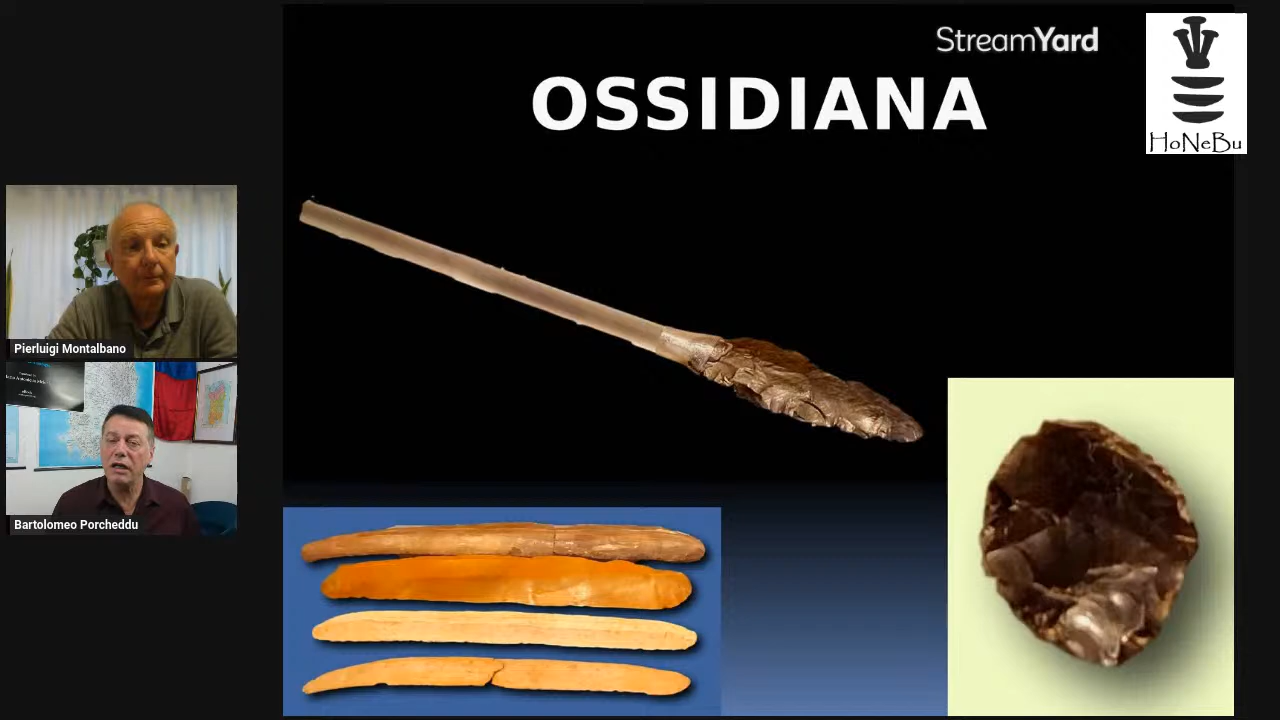 StreamYard
OSSIDIANA
HoNeBu
Pierluigi Montalbano
Bartolomeo Porcheddu